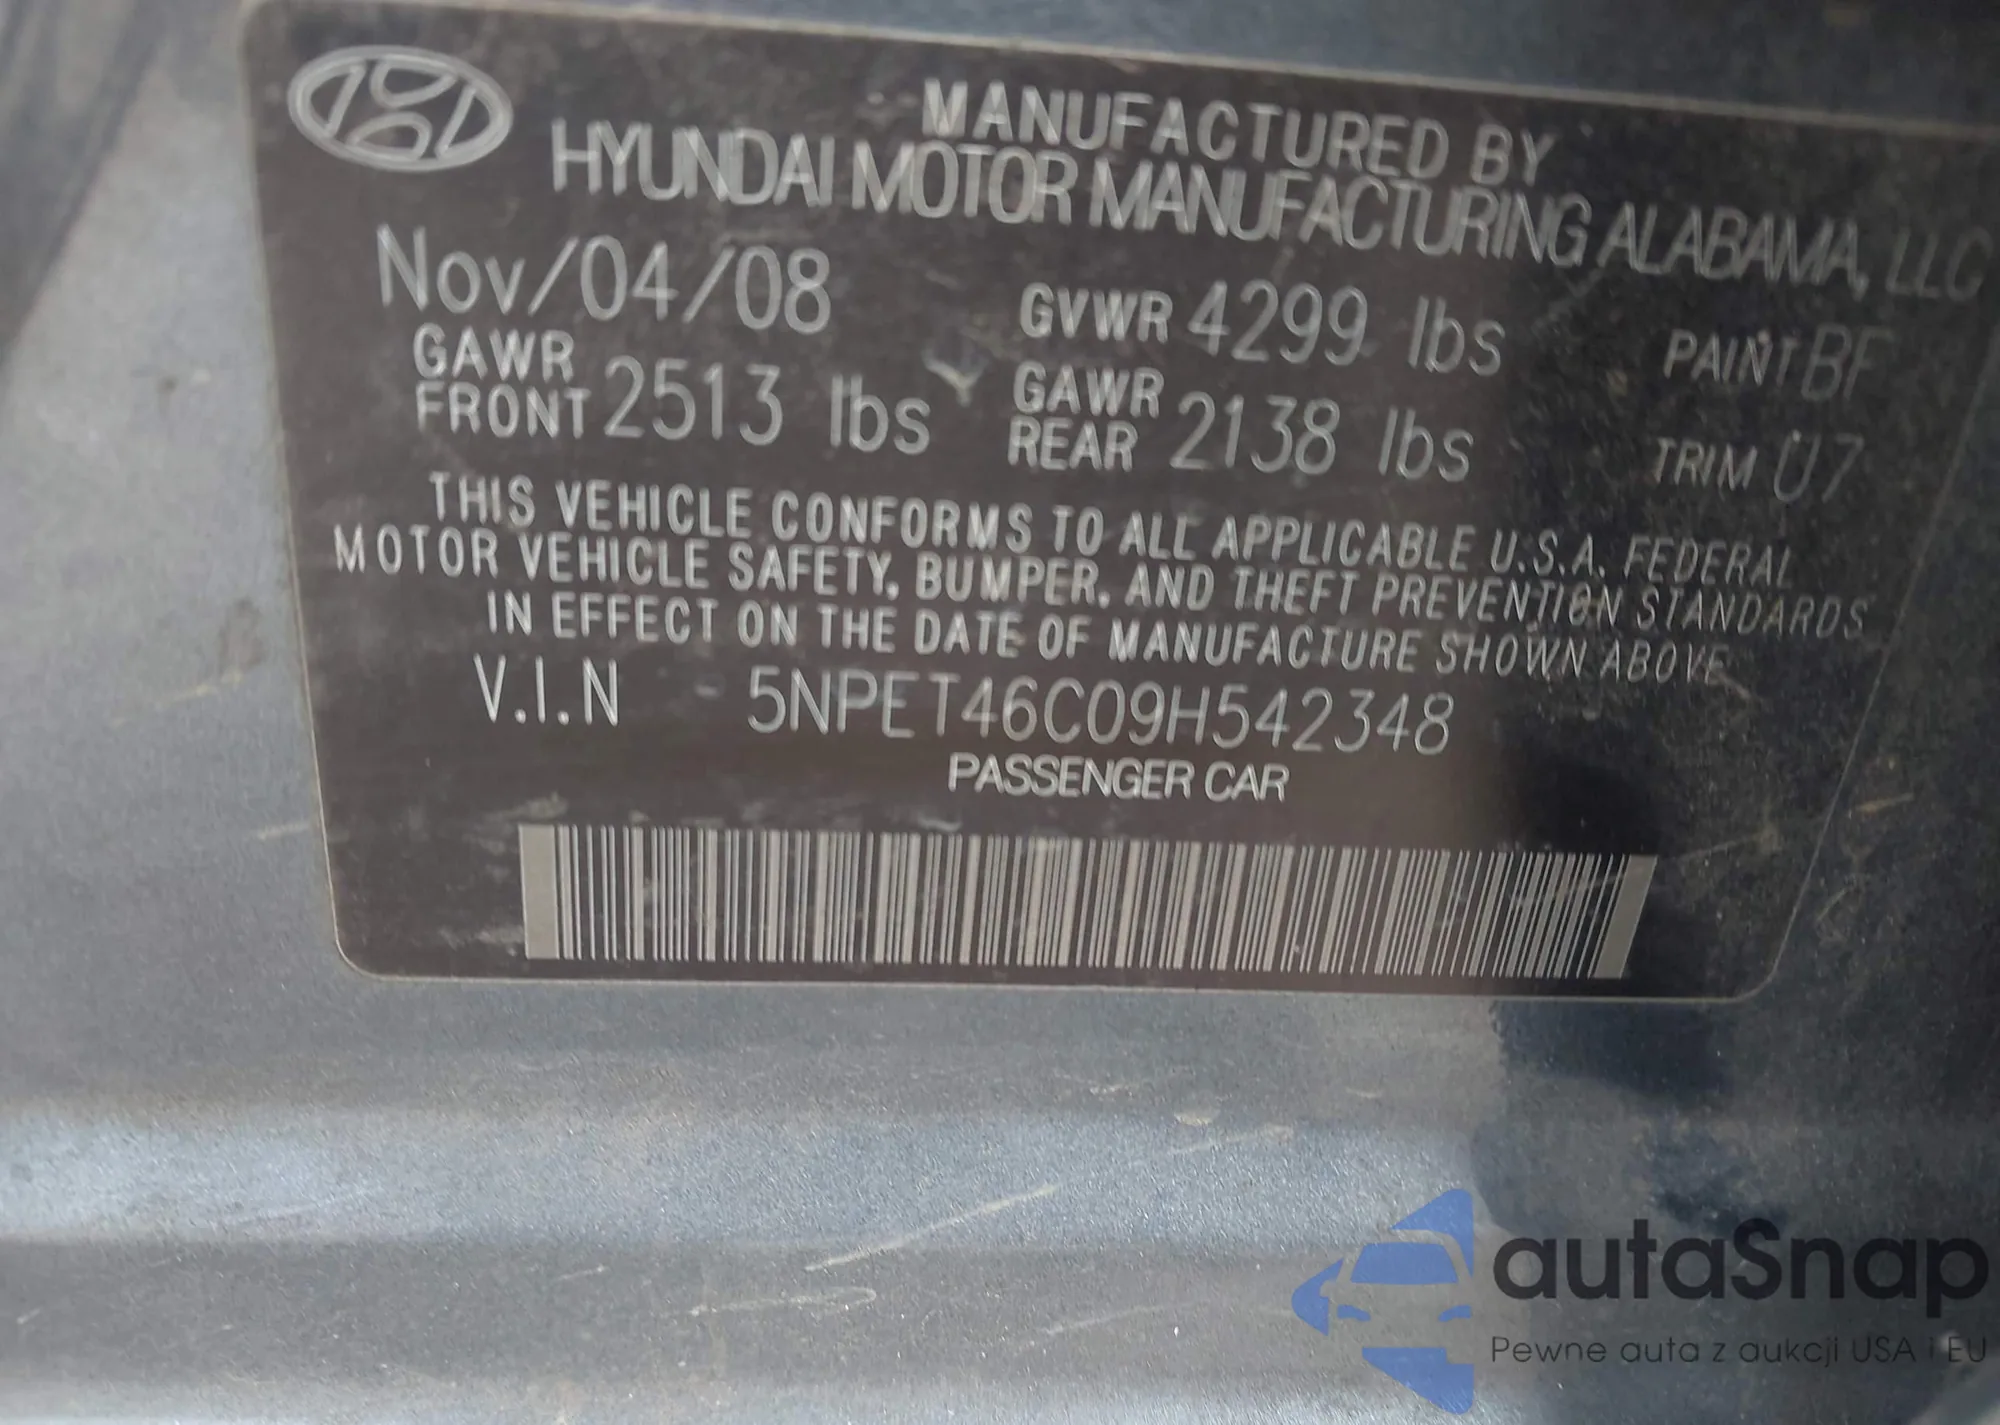 MANUFACTURED BY
HYUNDAI MOTOR MANUFACTURING ALABAMA, LLC
Nov/04/08 GVWR 4299 lbs PAINT BF
GAWR FRONT 2513 lbs GAWR REAR 2138 lbs TRIM U7
THIS VEHICLE CONFORMS TO ALL APPLICABLE U.S.A. FEDERAL
MOTOR VEHICLE SAFETY, BUMPER, AND THEFT PREVENTION STANDARDS
IN EFFECT ON THE DATE OF MANUFACTURE SHOWN ABOVE
V.I.N 5NPET46C09H542348
PASSENGER CAR
autaSnap
Pewne auta z aukcji USA i EU